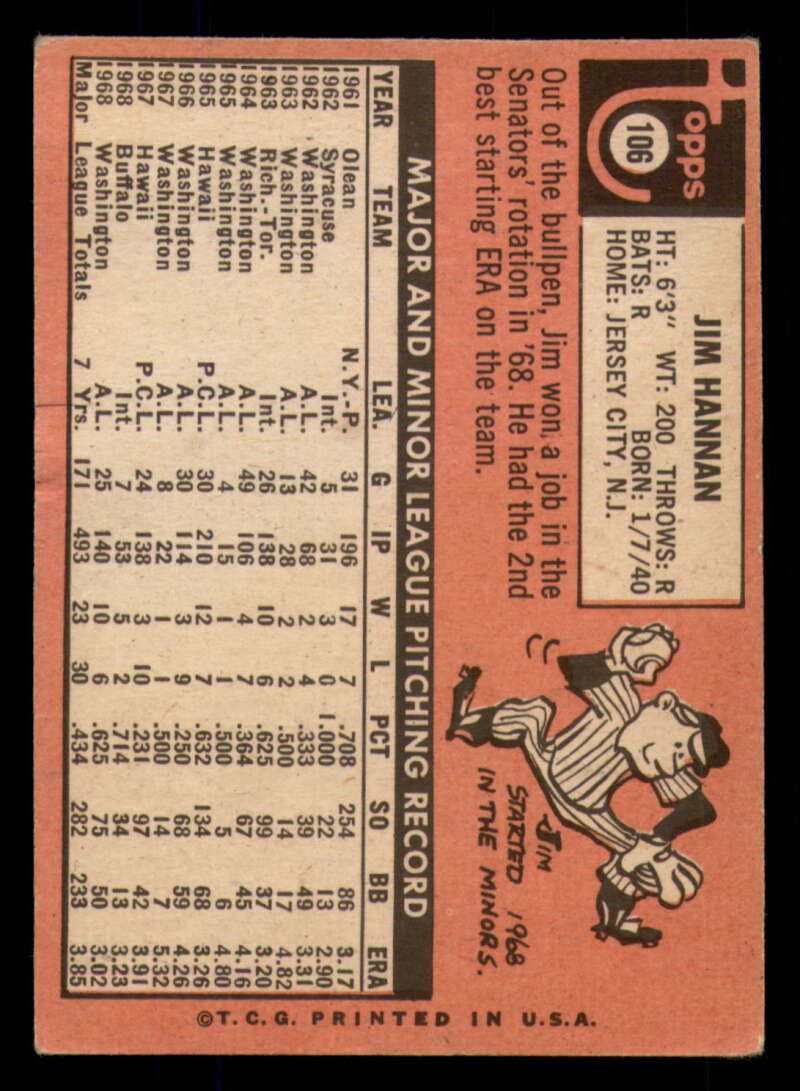 Topps
106
JIM HANNAN
HT: 6'3" WT: 200 THROWS: R
BATS: R BORN: 1/7/40
HOME: JERSEY CITY, N.J.
Out of the bullpen, Jim won a job in the
Senators' rotation in '68. He had the 2nd
best starting ERA on the team.
JIM
STARTED 1968
IN THE MINORS.
MAJOR AND MINOR LEAGUE PITCHING RECORD
YEAR TEAM LEA. G IP W L PCT SO BB ERA
1961 Olean N.Y.-P. 31 196 17 7 .708 254 86 3.17
1962 Syracuse Int. 5 31 3 0 1.000 22 13 2.90
1962 Washington A.L. 42 68 2 4 .333 39 49 3.31
1963 Washington A.L. 13 28 2 2 .500 14 17 4.82
1963 Rich.-Tor. Int. 26 138 10 6 .625 99 37 3.20
1964 Washington A.L. 49 106 4 7 .364 67 45 4.16
1965 Washington A.L. 4 15 1 1 .500 5 6 4.80
1965 Hawaii P.C.L. 30 210 12 7 .632 134 68 3.26
1966 Washington A.L. 30 114 3 9 .250 68 59 4.26
1967 Washington A.L. 8 22 1 1 .500 14 7 5.32
1967 Hawaii P.C.L. 24 138 3 10 .231 97 42 3.91
1968 Buffalo Int. 7 53 5 2 .714 34 13 3.23
1968 Washington A.L. 25 140 10 6 .625 75 50 3.02
Major League Totals 7 Yrs. 171 493 23 30 .434 282 233 3.85
©T.C.G. PRINTED IN U.S.A.